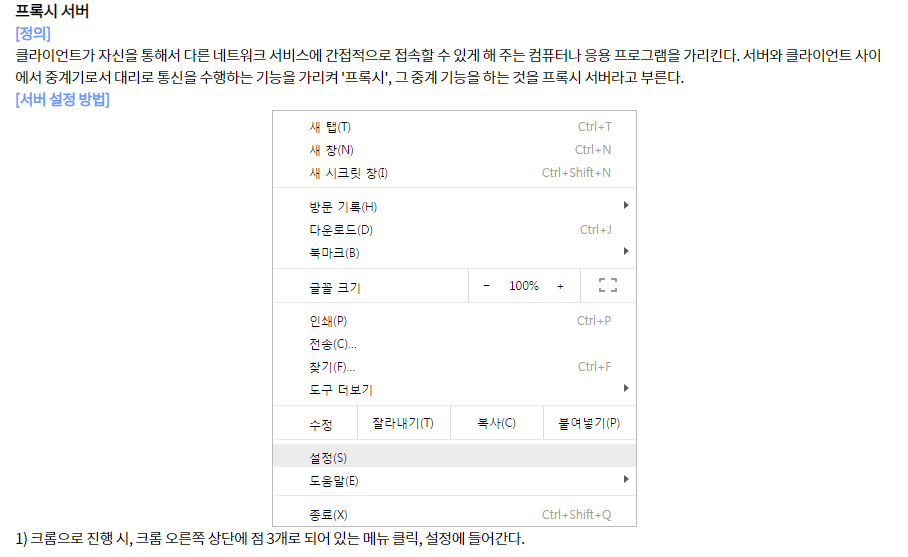 프록시 서버
[정의]
클라이언트가 자신을 통해서 다른 네트워크 서비스에 간접적으로 접속할 수 있게 해 주는 컴퓨터나 응용 프로그램을 가리킨다. 서버와 클라이언트 사이
에서 중계기로서 대리로 통신을 수행하는 기능을 가리켜 '프록시', 그 중계 기능을 하는 것을 프록시 서버라고 부른다.
[서버 설정 방법]
새 탭(T) Ctrl+T
새 창(N) Ctrl+N
새 시크릿 창(I) Ctrl+Shift+N
방문 기록(H)
다운로드(D) Ctrl+J
북마크(B)
글꼴 크기 - 100% +
인쇄(P) Ctrl+P
전송(C)...
찾기(F)... Ctrl+F
도구 더보기
수정 잘라내기(T) 복사(C) 붙여넣기(P)
설정(S)
도움말(E)
종료(X) Ctrl+Shift+Q
1) 크롬으로 진행 시, 크롬 오른쪽 상단에 점 3개로 되어 있는 메뉴 클릭, 설정에 들어간다.